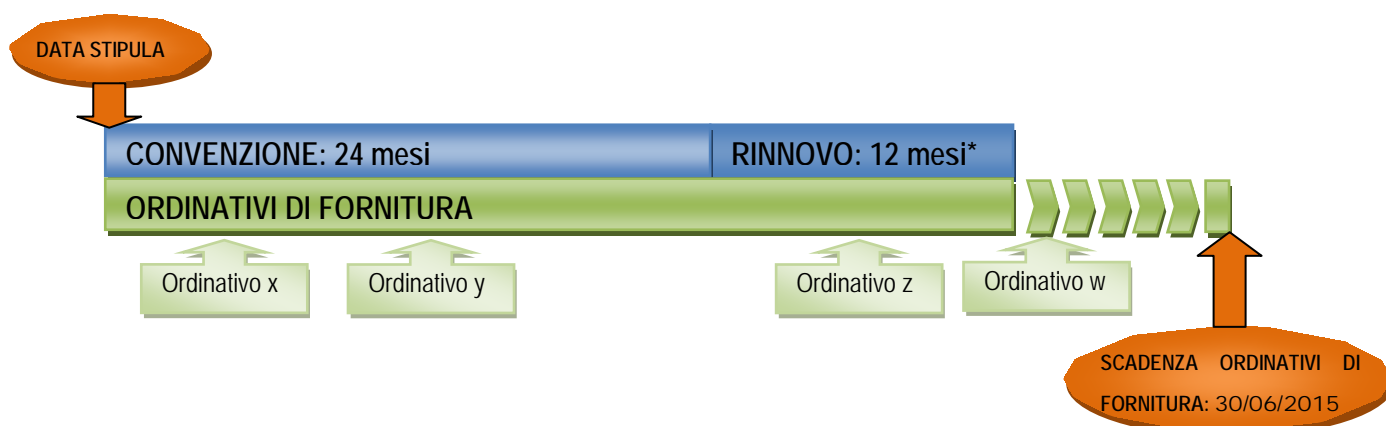 DATA STIPULA
CONVENZIONE: 24 mesi
RINNOVO: 12 mesi*
ORDINATIVI DI FORNITURA
Ordinativo x
Ordinativo y
Ordinativo z
Ordinativo w
SCADENZA ORDINATIVI DI
FORNITURA: 30/06/2015